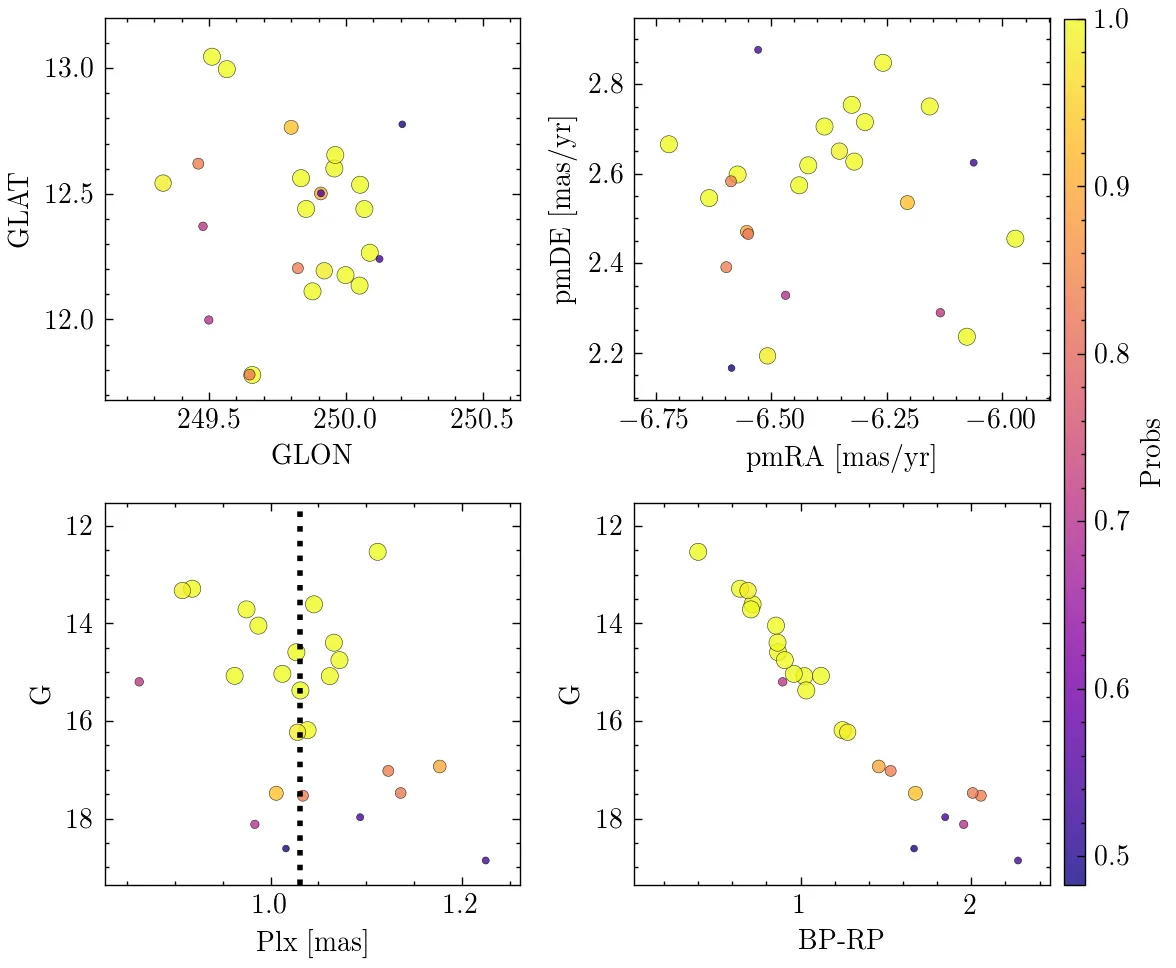 13.0
12.5
12.0
GLAT
249.5 250.0 250.5
GLON
2.8
2.6
2.4
2.2
pmDE [mas/yr]
−6.75 −6.50 −6.25 −6.00
pmRA [mas/yr]
12
14
16
18
G
1.0 1.2
Plx [mas]
12
14
16
18
G
1 2
BP-RP
1.0
0.9
0.8
0.7
0.6
0.5
Probs